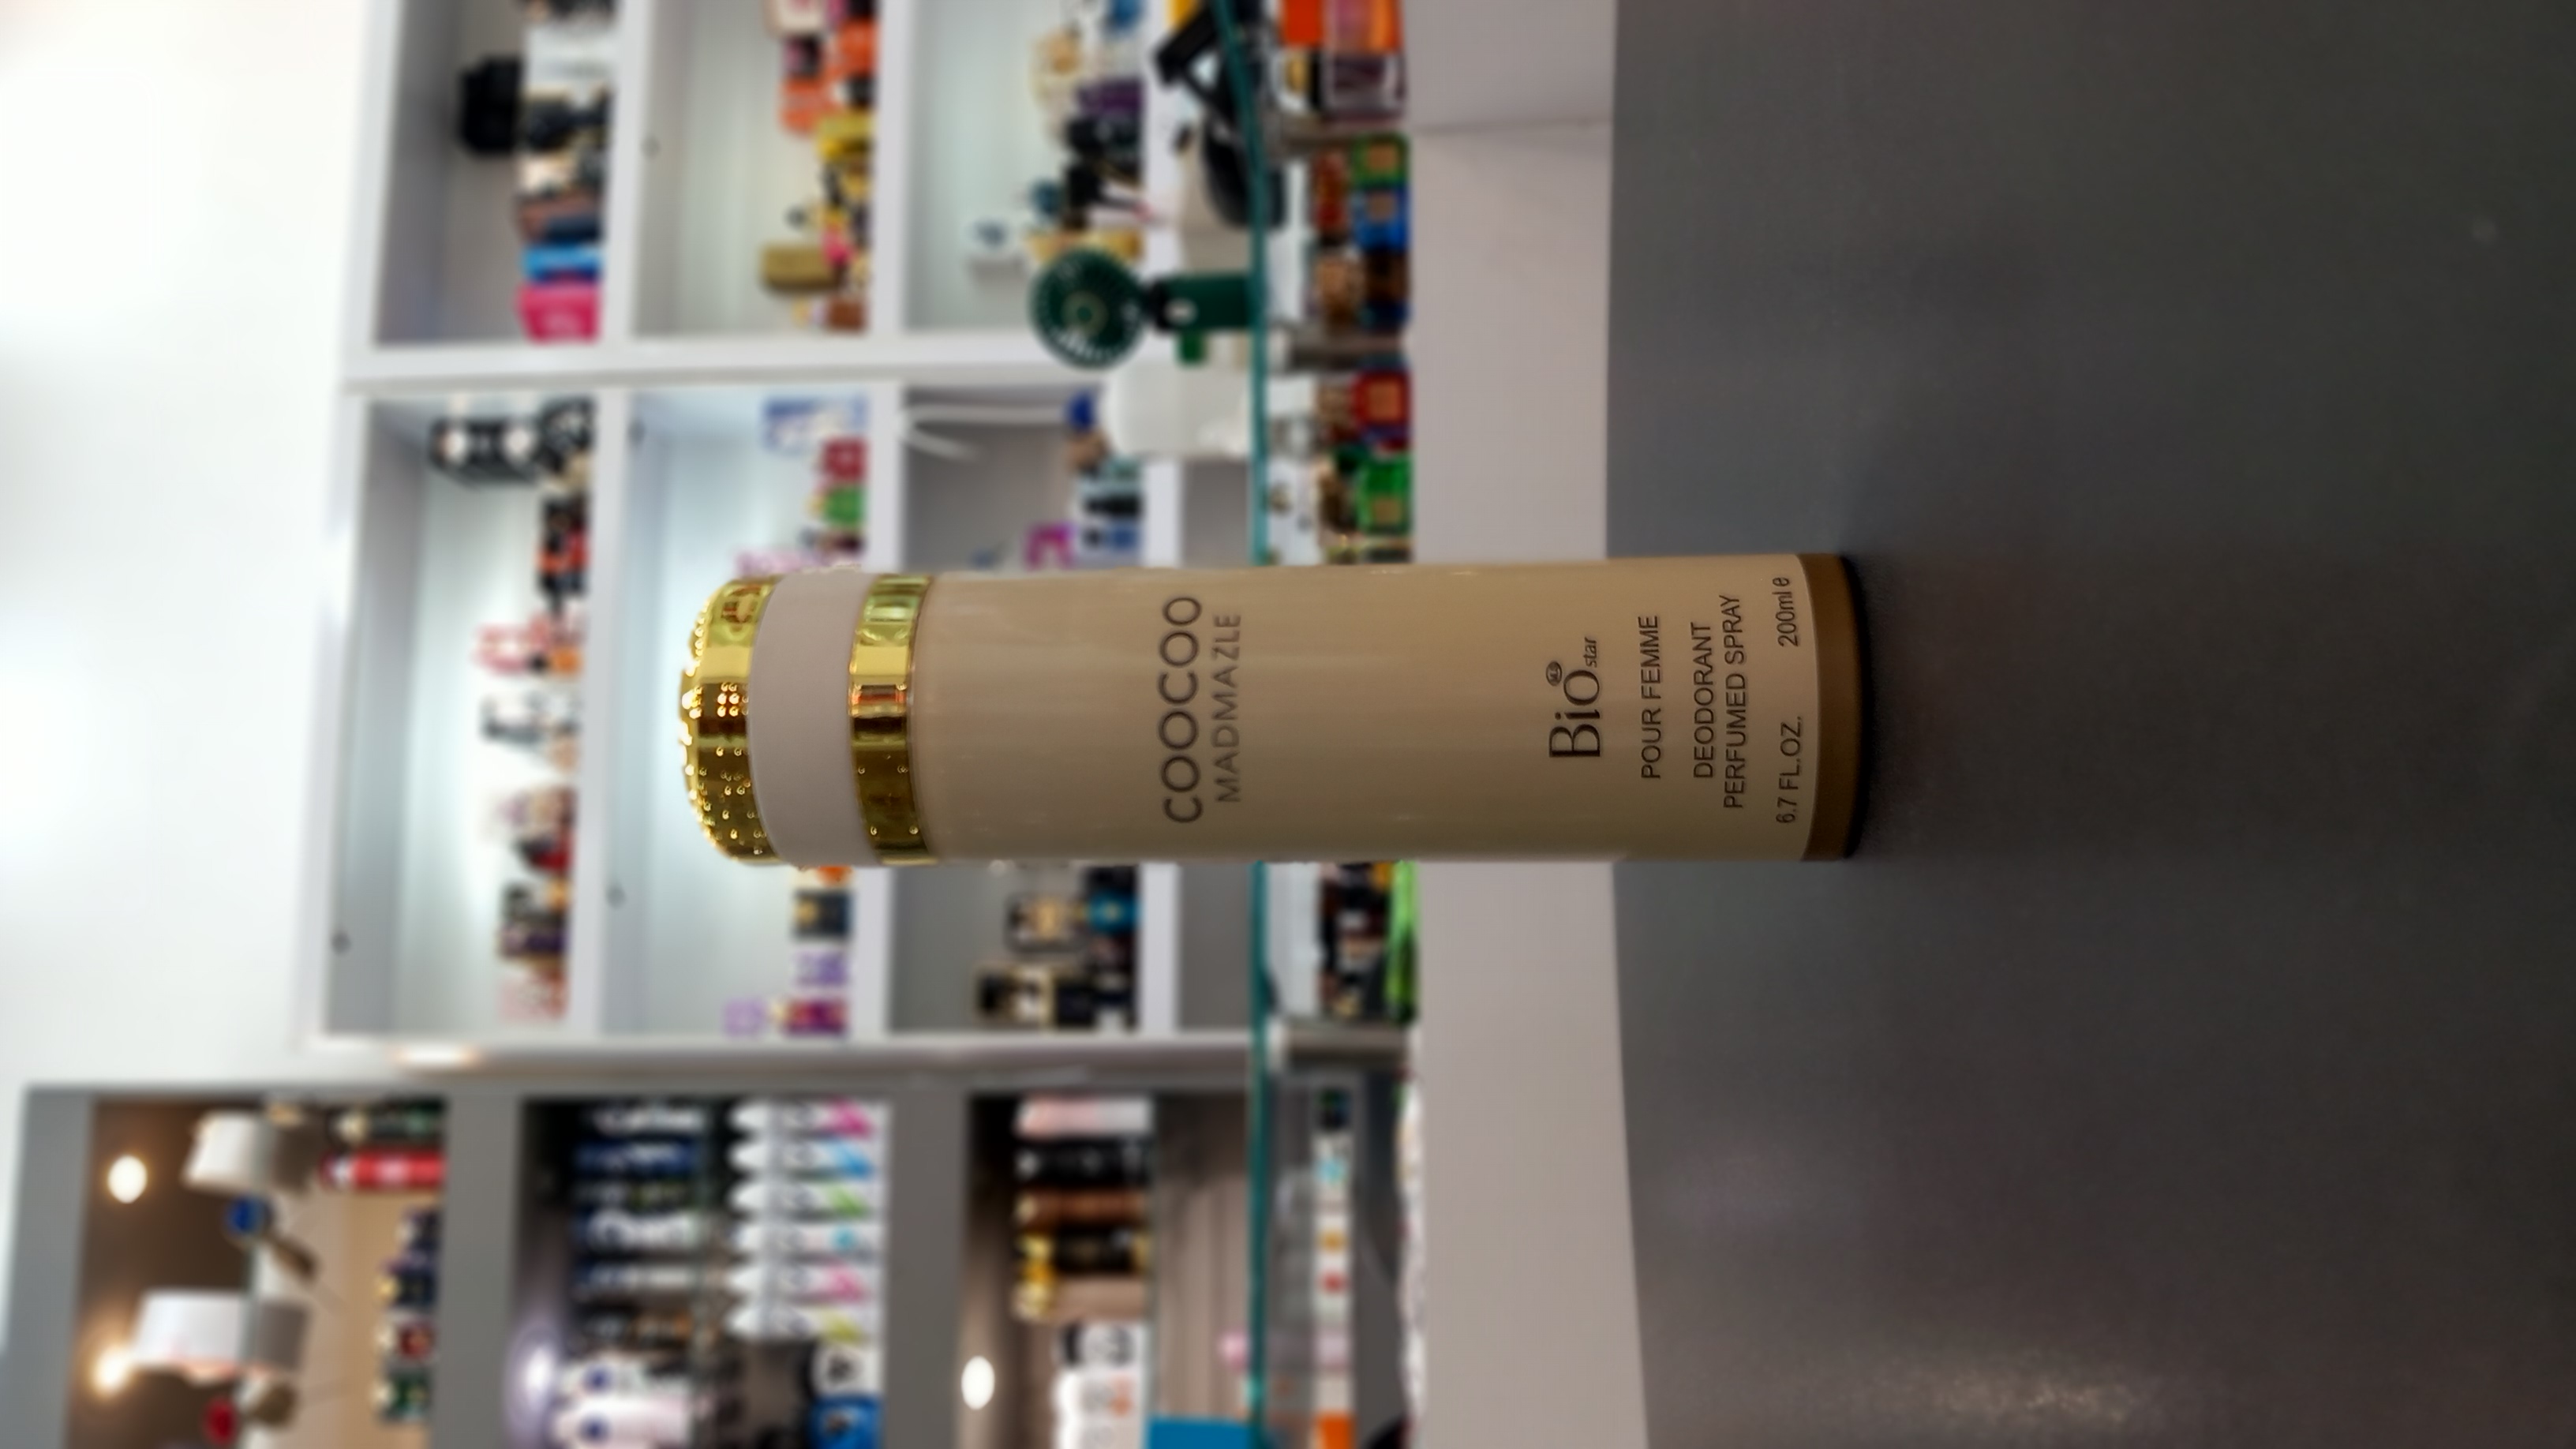 COOCOO
MADMAZLE
BiO star
POUR FEMME
DEODORANT
PERFUMED SPRAY
6.7 FL.OZ. 200ml e